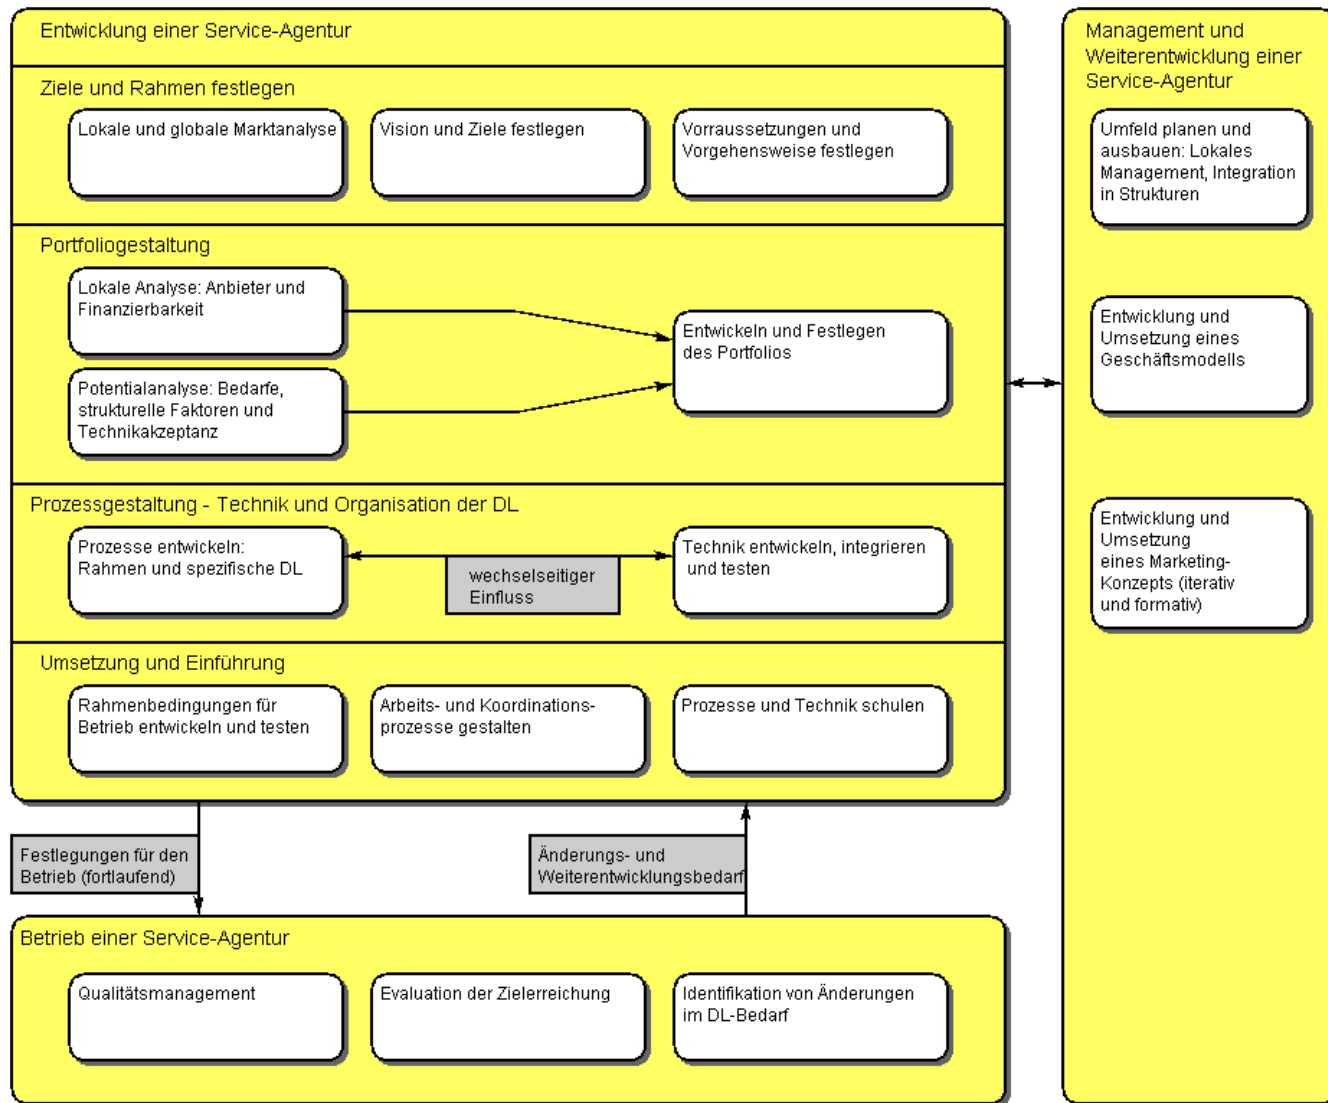 Entwicklung einer Service-Agentur
Ziele und Rahmen festlegen
Lokale und globale Marktanalyse
Vision und Ziele festlegen
Vorraussetzungen und
Vorgehensweise festlegen
Portfoliogestaltung
Lokale Analyse: Anbieter und
Finanzierbarkeit
Potentialanalyse: Bedarfe,
strukturelle Faktoren und
Technikakzeptanz
Entwickeln und Festlegen
des Portfolios
Prozessgestaltung - Technik und Organisation der DL
Prozesse entwickeln:
Rahmen und spezifische DL
wechselseitiger
Einfluss
Technik entwickeln, integrieren
und testen
Umsetzung und Einführung
Rahmenbedingungen für
Betrieb entwickeln und testen
Arbeits- und Koordinations-
prozesse gestalten
Prozesse und Technik schulen
Festlegungen für den
Betrieb (fortlaufend)
Änderungs- und
Weiterentwicklungsbedarf
Betrieb einer Service-Agentur
Qualitätsmanagement
Evaluation der Zielerreichung
Identifikation von Änderungen
im DL-Bedarf
Management und
Weiterentwicklung einer
Service-Agentur
Umfeld planen und
ausbauen: Lokales
Management, Integration
in Strukturen
Entwicklung und
Umsetzung eines
Geschäftsmodells
Entwicklung und
Umsetzung
eines Marketing-
Konzepts (iterativ
und formativ)